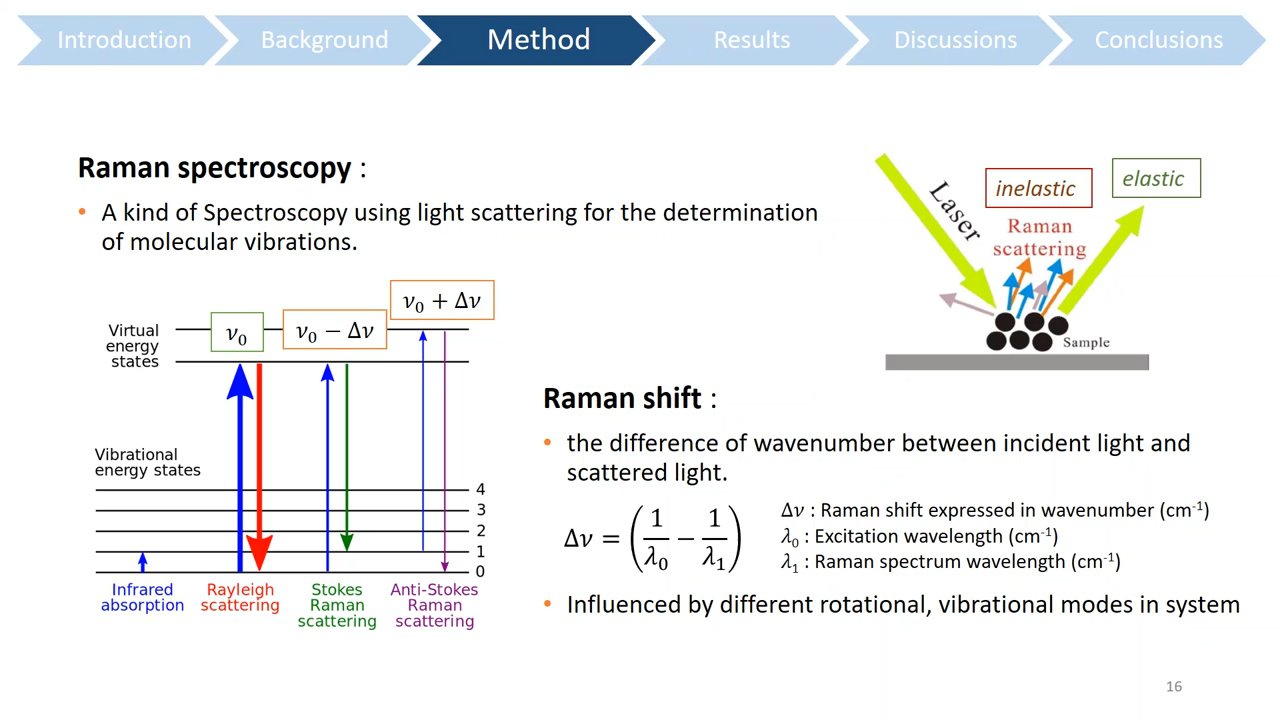 Introduction
Background
Method
Results
Discussions
Conclusions
Raman spectroscopy :
• A kind of Spectroscopy using light scattering for the determination
of molecular vibrations.
Laser
inelastic
elastic
Raman
scattering
Sample
Virtual
energy
states
ν₀
ν₀ − Δν
ν₀ + Δν
Vibrational
energy states
4
3
2
1
0
Infrared
absorption
Rayleigh
scattering
Stokes
Raman
scattering
Anti-Stokes
Raman
scattering
Raman shift :
• the difference of wavenumber between incident light and
scattered light.
Δν = (1/λ₀ − 1/λ₁)
Δν : Raman shift expressed in wavenumber (cm⁻¹)
λ₀ : Excitation wavelength (cm⁻¹)
λ₁ : Raman spectrum wavelength (cm⁻¹)
• Influenced by different rotational, vibrational modes in system
16